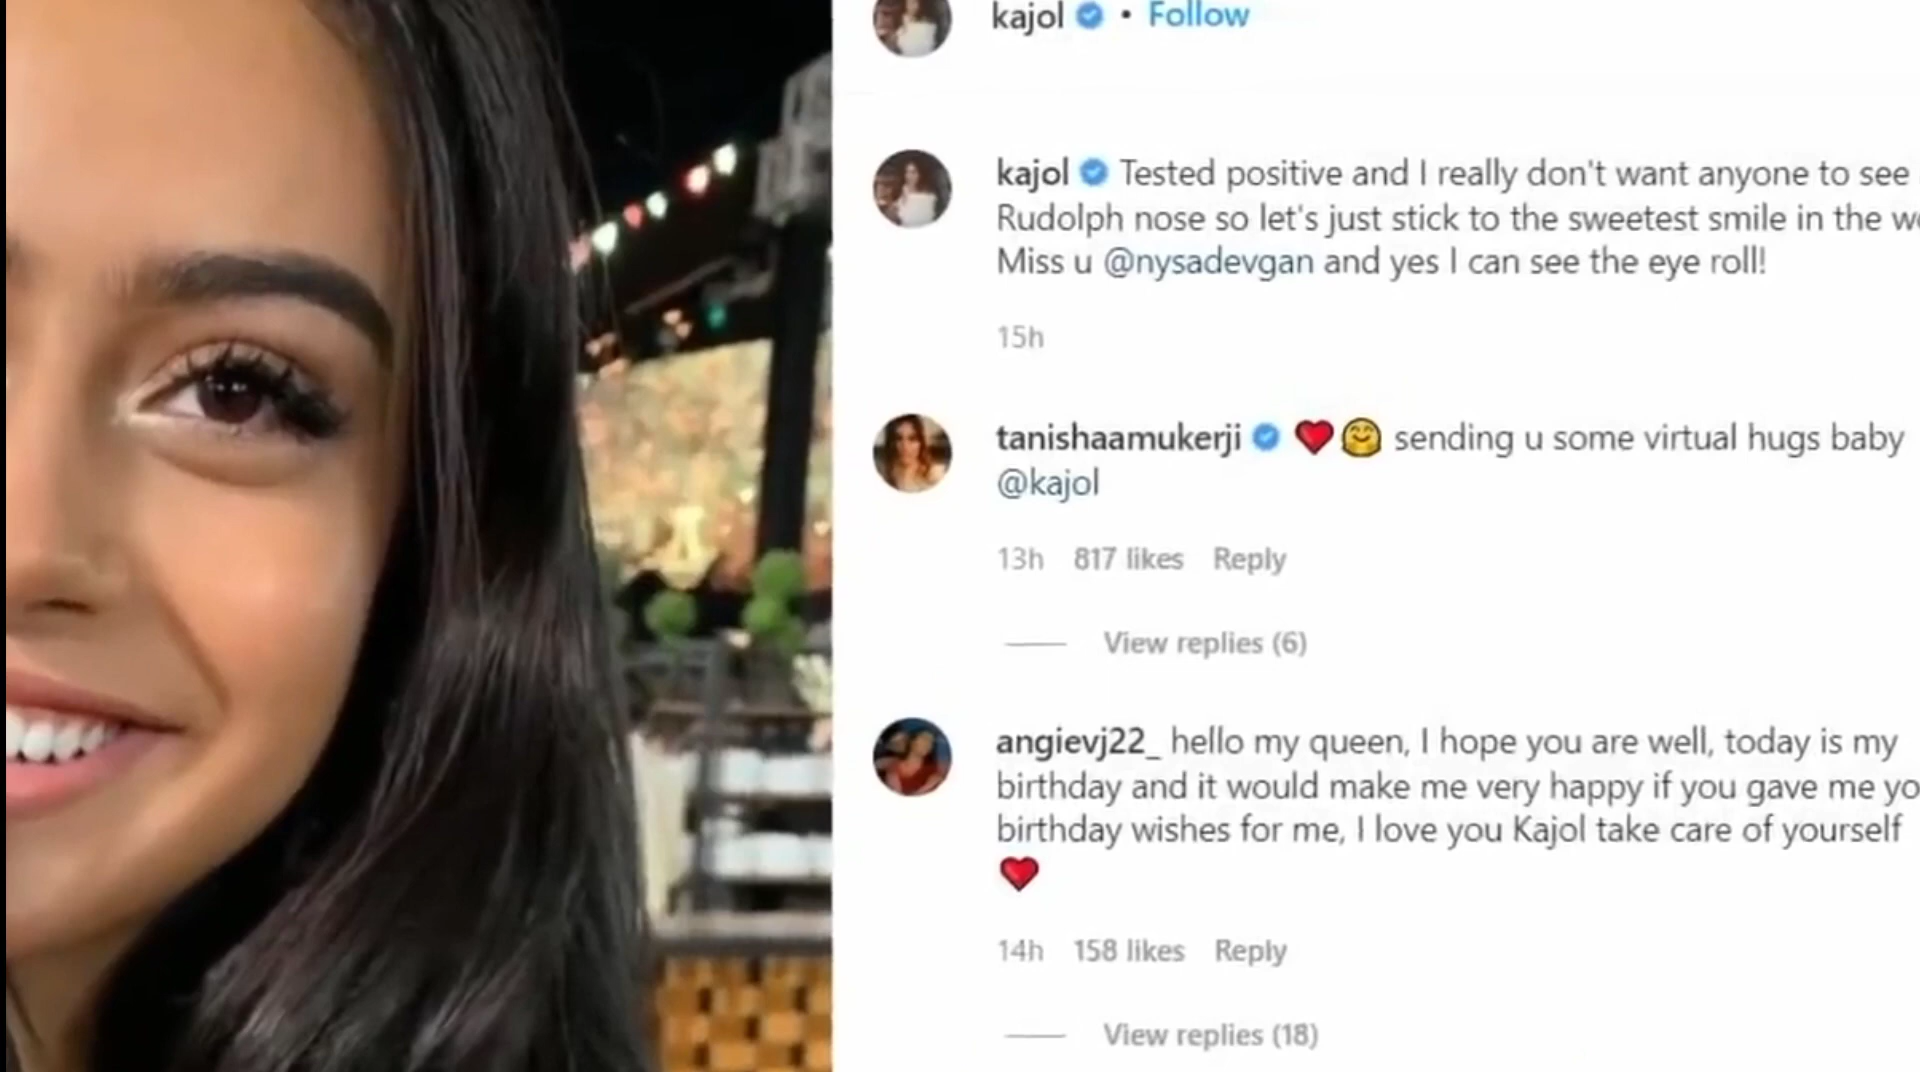 kajol • Follow
kajol Tested positive and I really don't want anyone to see
Rudolph nose so let's just stick to the sweetest smile in the
Miss u @nysadevgan and yes I can see the eye roll!
15h
tanishaamukerji ❤️🤗 sending u some virtual hugs baby
@kajol
13h 817 likes Reply
View replies (6)
angievj22_ hello my queen, I hope you are well, today is my
birthday and it would make me very happy if you gave me
birthday wishes for me, I love you Kajol take care of yourself
❤️
14h 158 likes Reply
View replies (18)